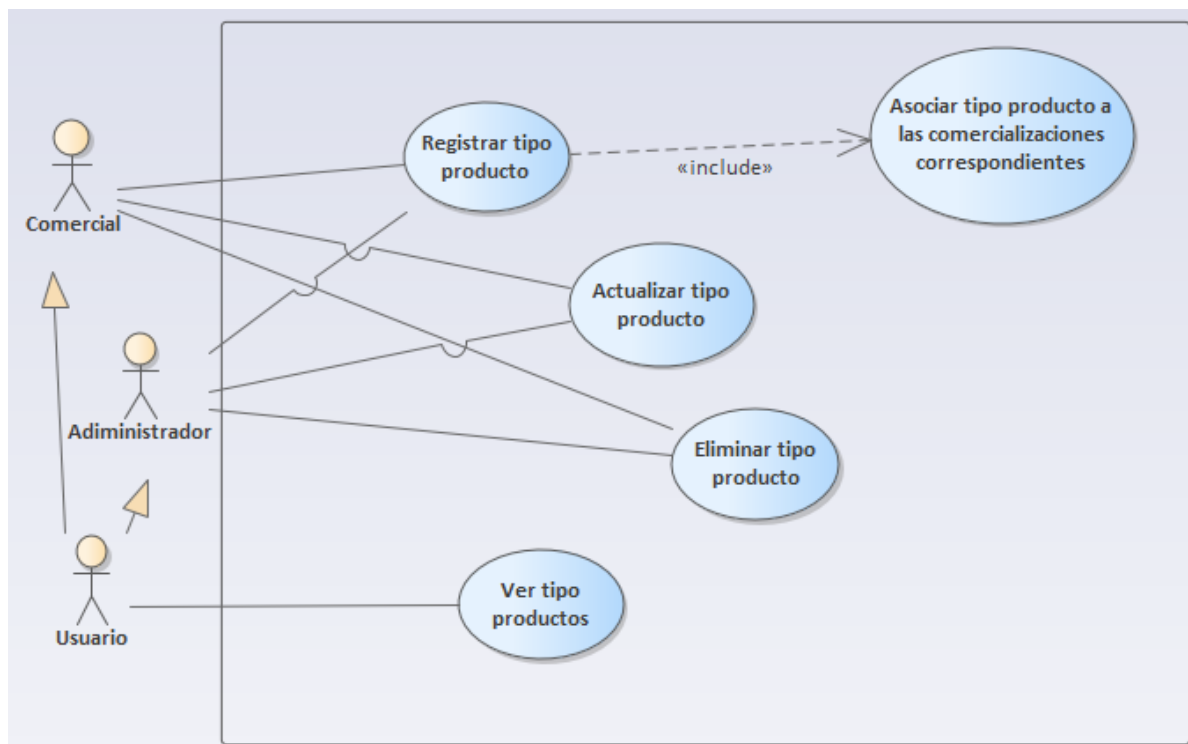 Comercial
Registrar tipo
producto
«include»
Asociar tipo producto a
las comercializaciones
correspondientes
Actualizar tipo
producto
Adiministrador
Eliminar tipo
producto
Usuario
Ver tipo
productos